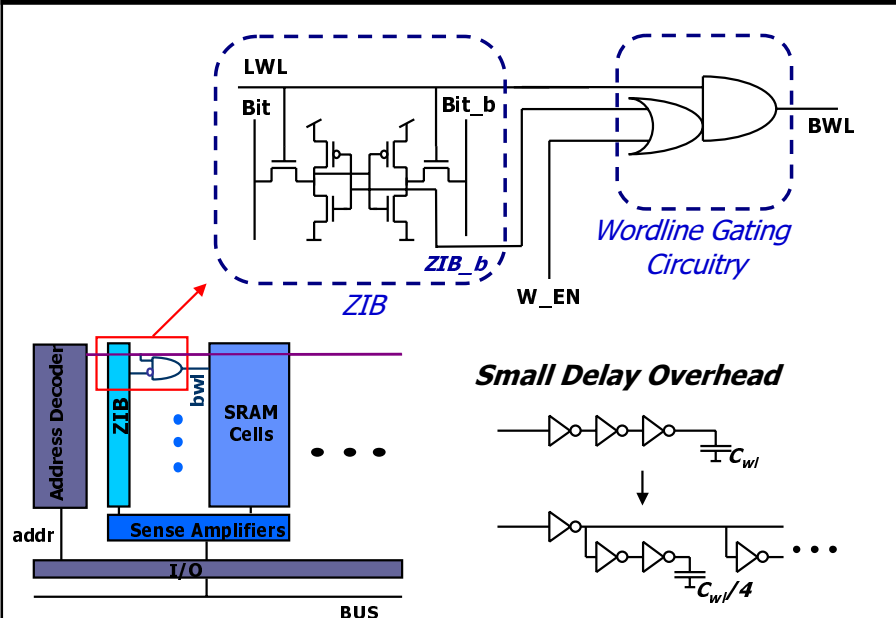 LWL
Bit
Bit_b
BWL
ZIB_b
W_EN
ZIB
Wordline Gating
Circuitry
Address Decoder
ZIB
bwl
SRAM
Cells
addr
Sense Amplifiers
I/O
BUS
Small Delay Overhead
Cwl
Cwl/4